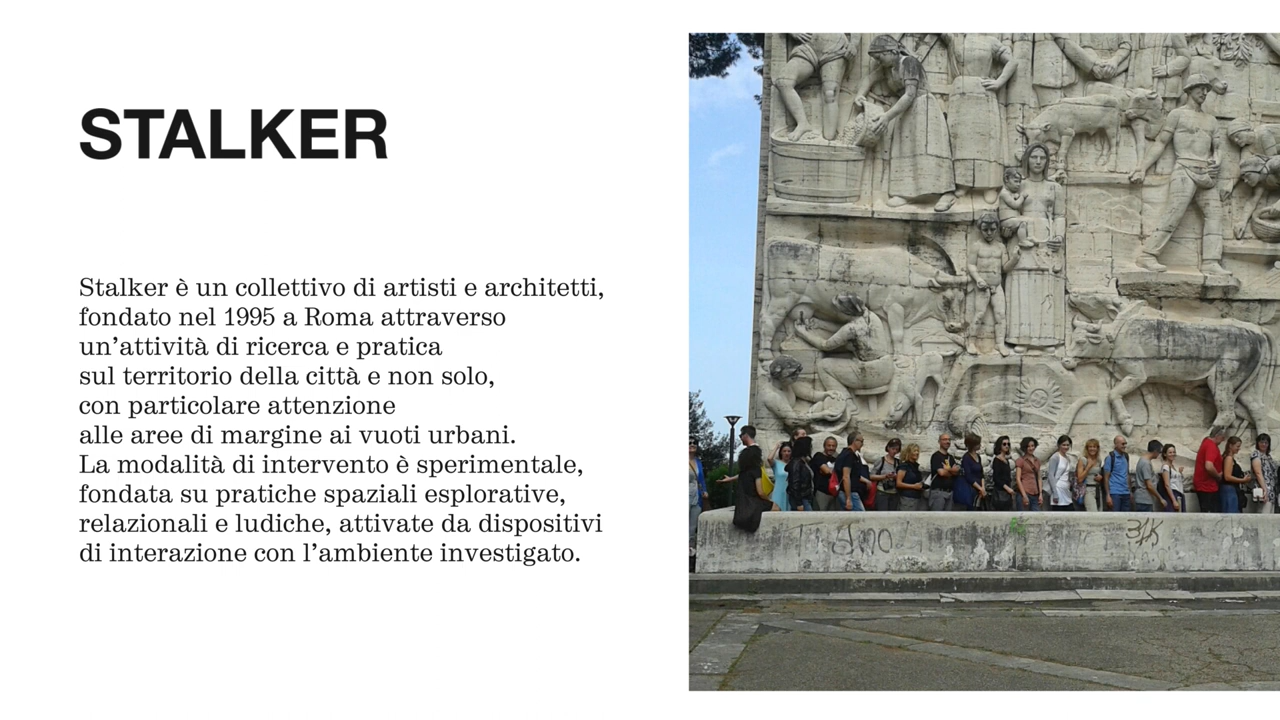 STALKER
Stalker è un collettivo di artisti e architetti,
fondato nel 1995 a Roma attraverso
un’attività di ricerca e pratica
sul territorio della città e non solo,
con particolare attenzione
alle aree di margine ai vuoti urbani.
La modalità di intervento è sperimentale,
fondata su pratiche spaziali esplorative,
relazionali e ludiche, attivate da dispositivi
di interazione con l’ambiente investigato.